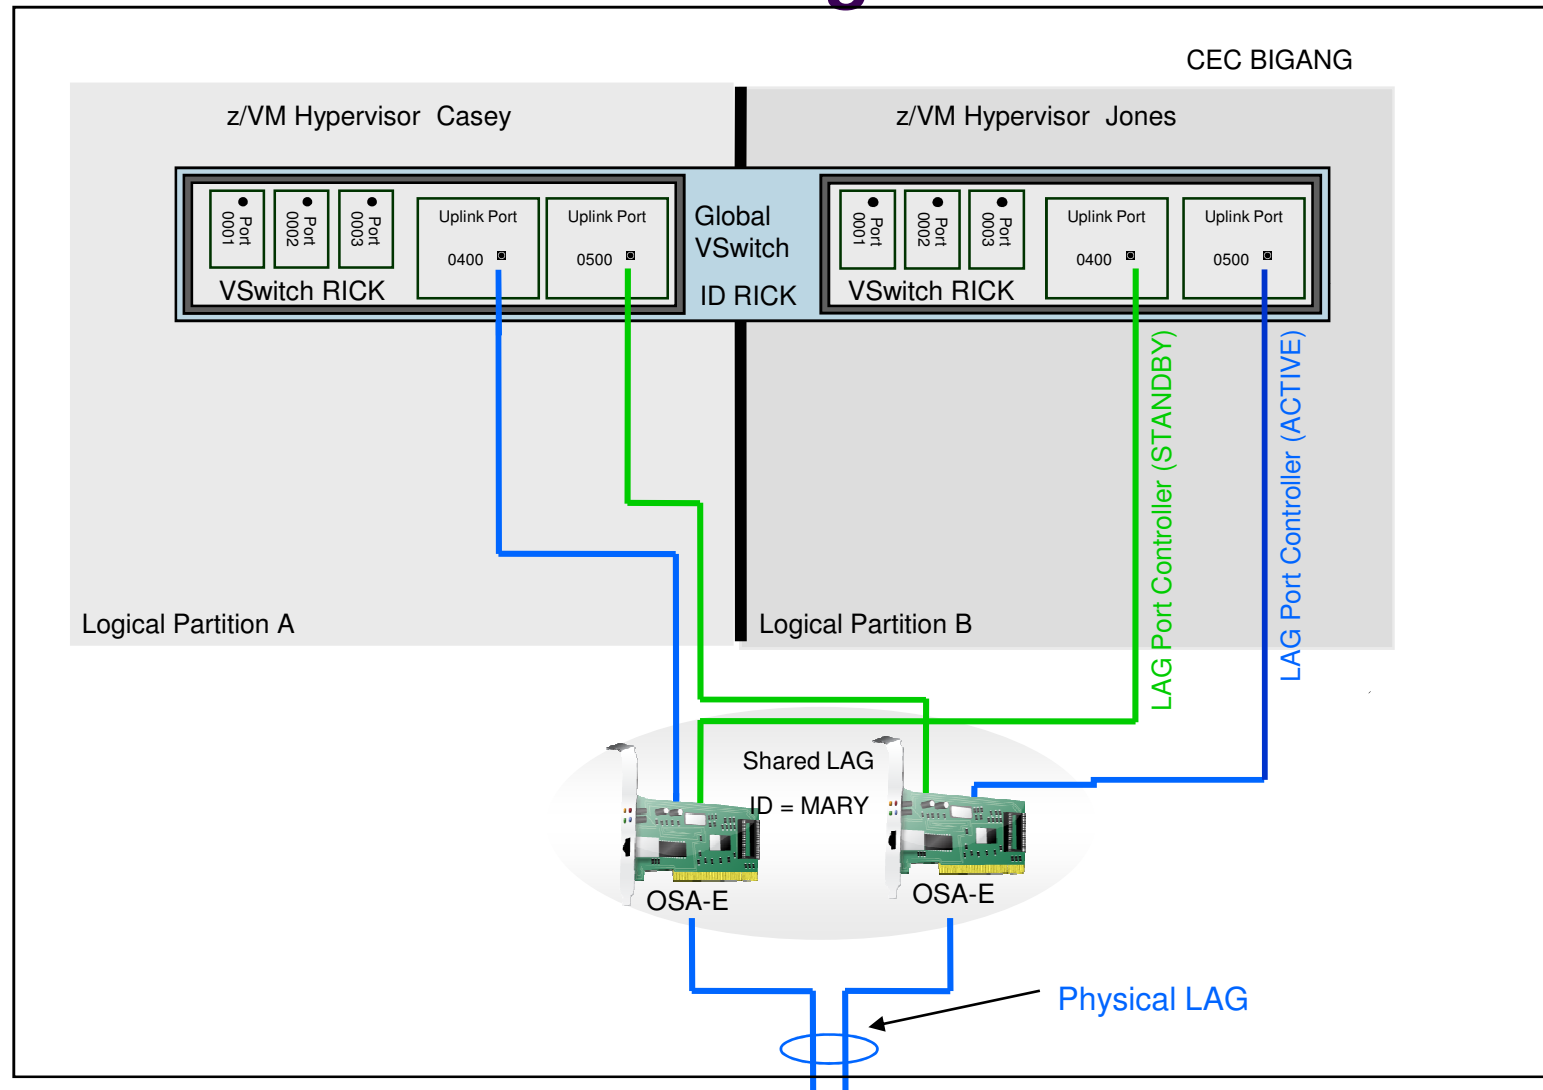 CEC BIGANG
z/VM Hypervisor Casey
z/VM Hypervisor Jones
Port 0001
Port 0002
Port 0003
Uplink Port
0400
Uplink Port
0500
VSwitch RICK
Global
VSwitch
ID RICK
Port 0001
Port 0002
Port 0003
Uplink Port
0400
Uplink Port
0500
VSwitch RICK
LAG Port Controller (STANDBY)
LAG Port Controller (ACTIVE)
Logical Partition A
Logical Partition B
Shared LAG
ID = MARY
OSA-E
OSA-E
Physical LAG